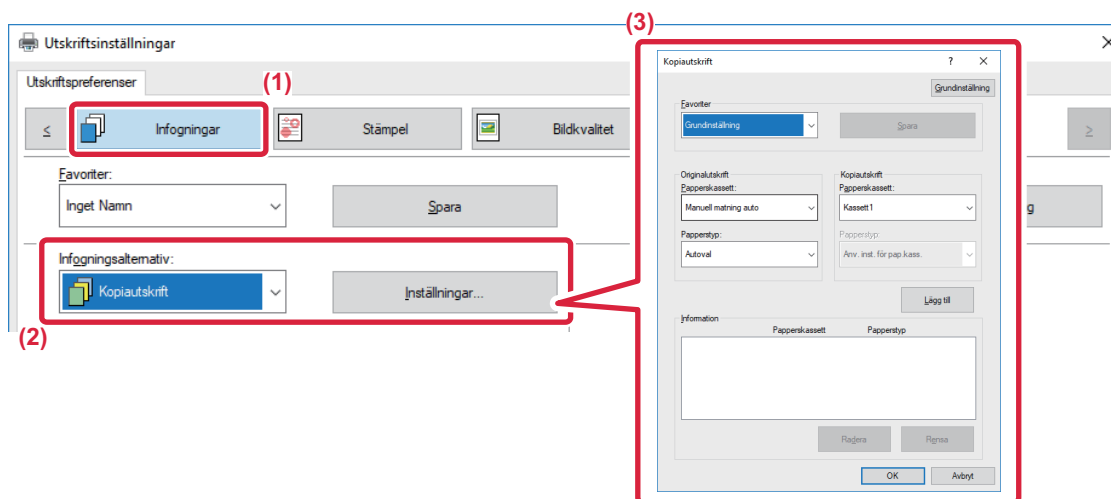 (3)
Utskriftsinställningar
Utskriftspreferenser
(1)
≤
Infogningar
Stämpel
Bildkvalitet
≥
Favoriter:
Inget Namn
Spara
g
Infogningsalternativ:
Kopiautskrift
Inställningar...
(2)
Kopiautskrift
?
Grundinställning
Favoriter
Grundinställning
Spara
Originalutskrift
Papperskassett:
Manuell matning auto
Papperstyp:
Autoval
Kopiautskrift
Papperskassett:
Kassett1
Papperstyp:
Anv. inst. för pap.kass.
Lägg till
Information
Papperskassett Papperstyp
Radera
Rensa
OK
Avbryt